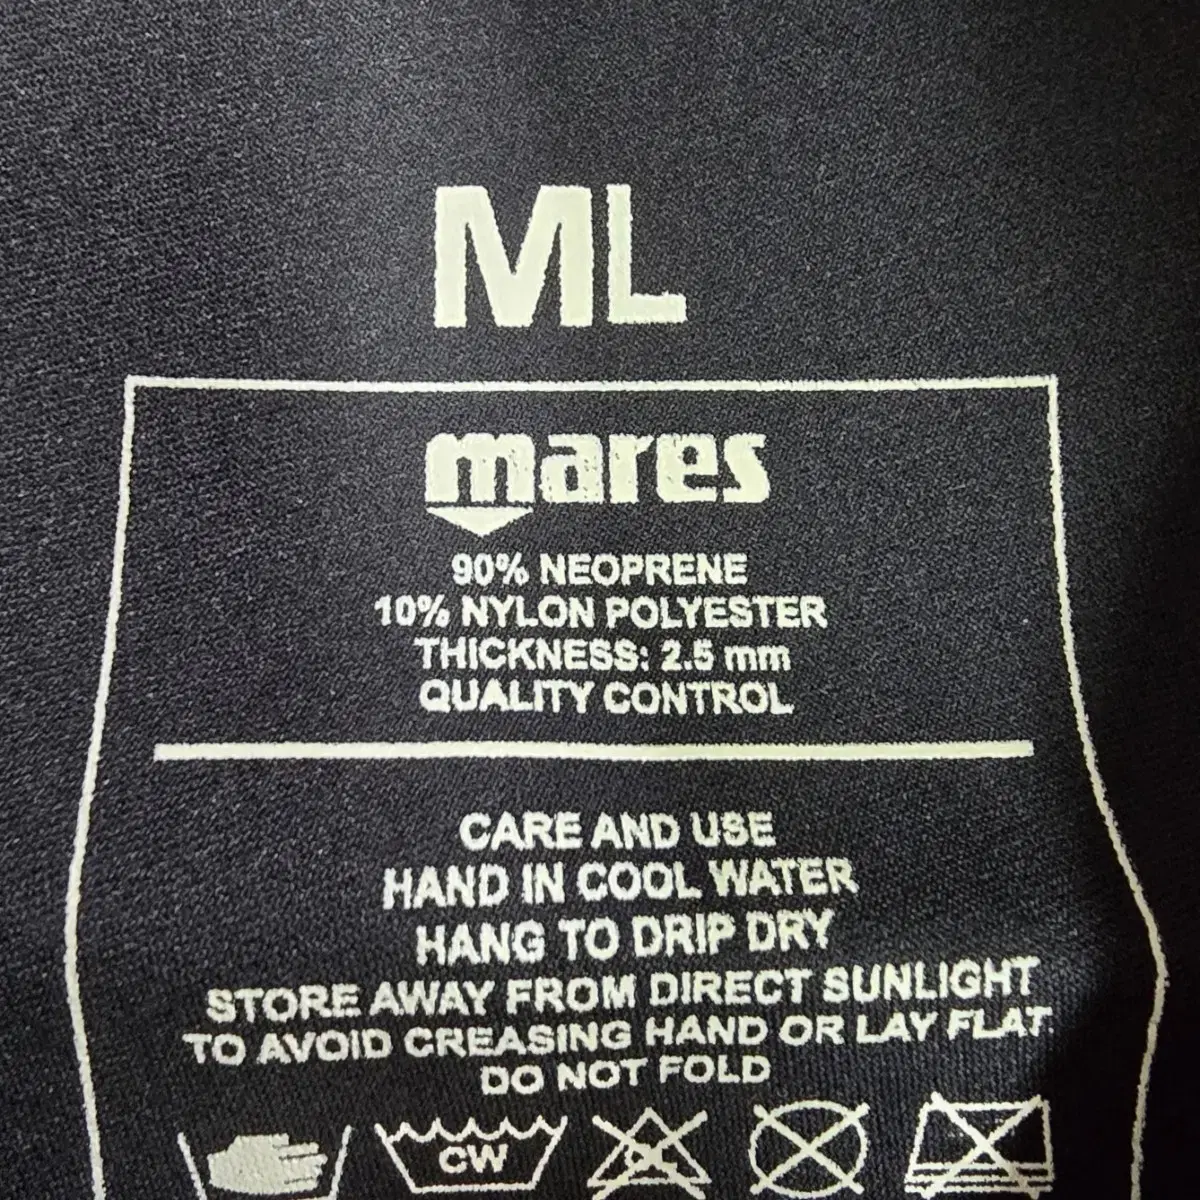 ML
mares
90% NEOPRENE
10% NYLON POLYESTER
THICKNESS: 2.5 mm
QUALITY CONTROL
CARE AND USE
HAND IN COOL WATER
HANG TO DRIP DRY
STORE AWAY FROM DIRECT SUNLIGHT
TO AVOID CREASING HAND OR LAY FLAT.
DO NOT FOLD
CW